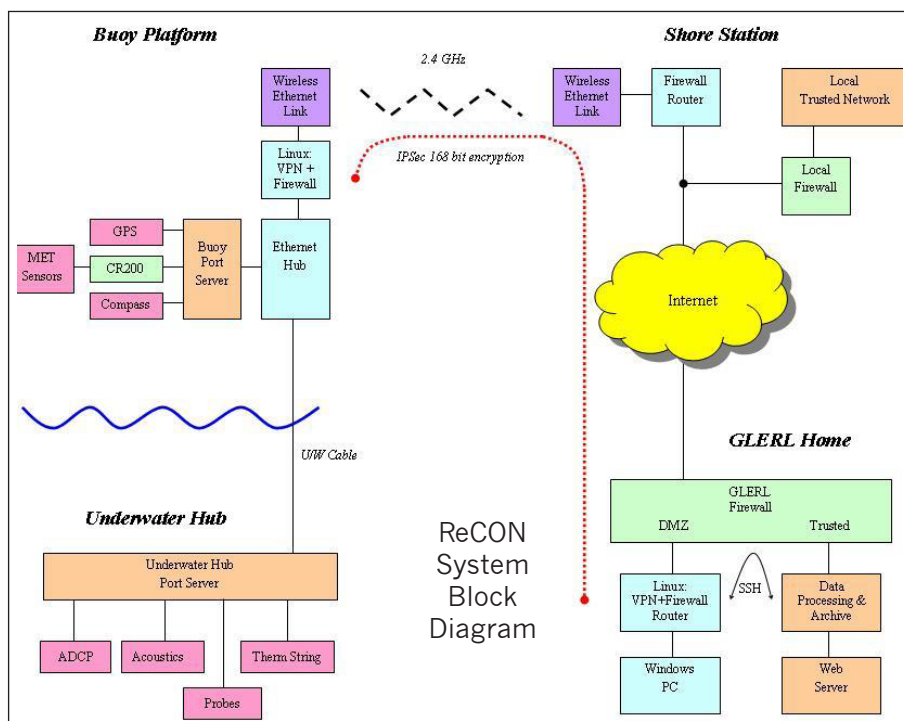 Buoy Platform
Shore Station
2.4 GHz
Wireless
Ethernet
Link
Wireless
Ethernet
Link
Firewall
Router
Local
Trusted Network
Linux:
VPN +
Firewall
IPSec 168 bit encryption
Local
Firewall
GPS
MET
Sensors
CR200
Compass
Buoy
Port
Server
Ethernet
Hub
Internet
U/W Cable
GLERL Home
Underwater Hub
GLERL
Firewall
DMZ
Trusted
Underwater Hub
Port Server
ReCON
System
Block
Diagram
Linux:
VPN+Firewall
Router
SSH
Data
Processing &
Archive
ADCP
Acoustics
Therm String
Probes
Windows
PC
Web
Server